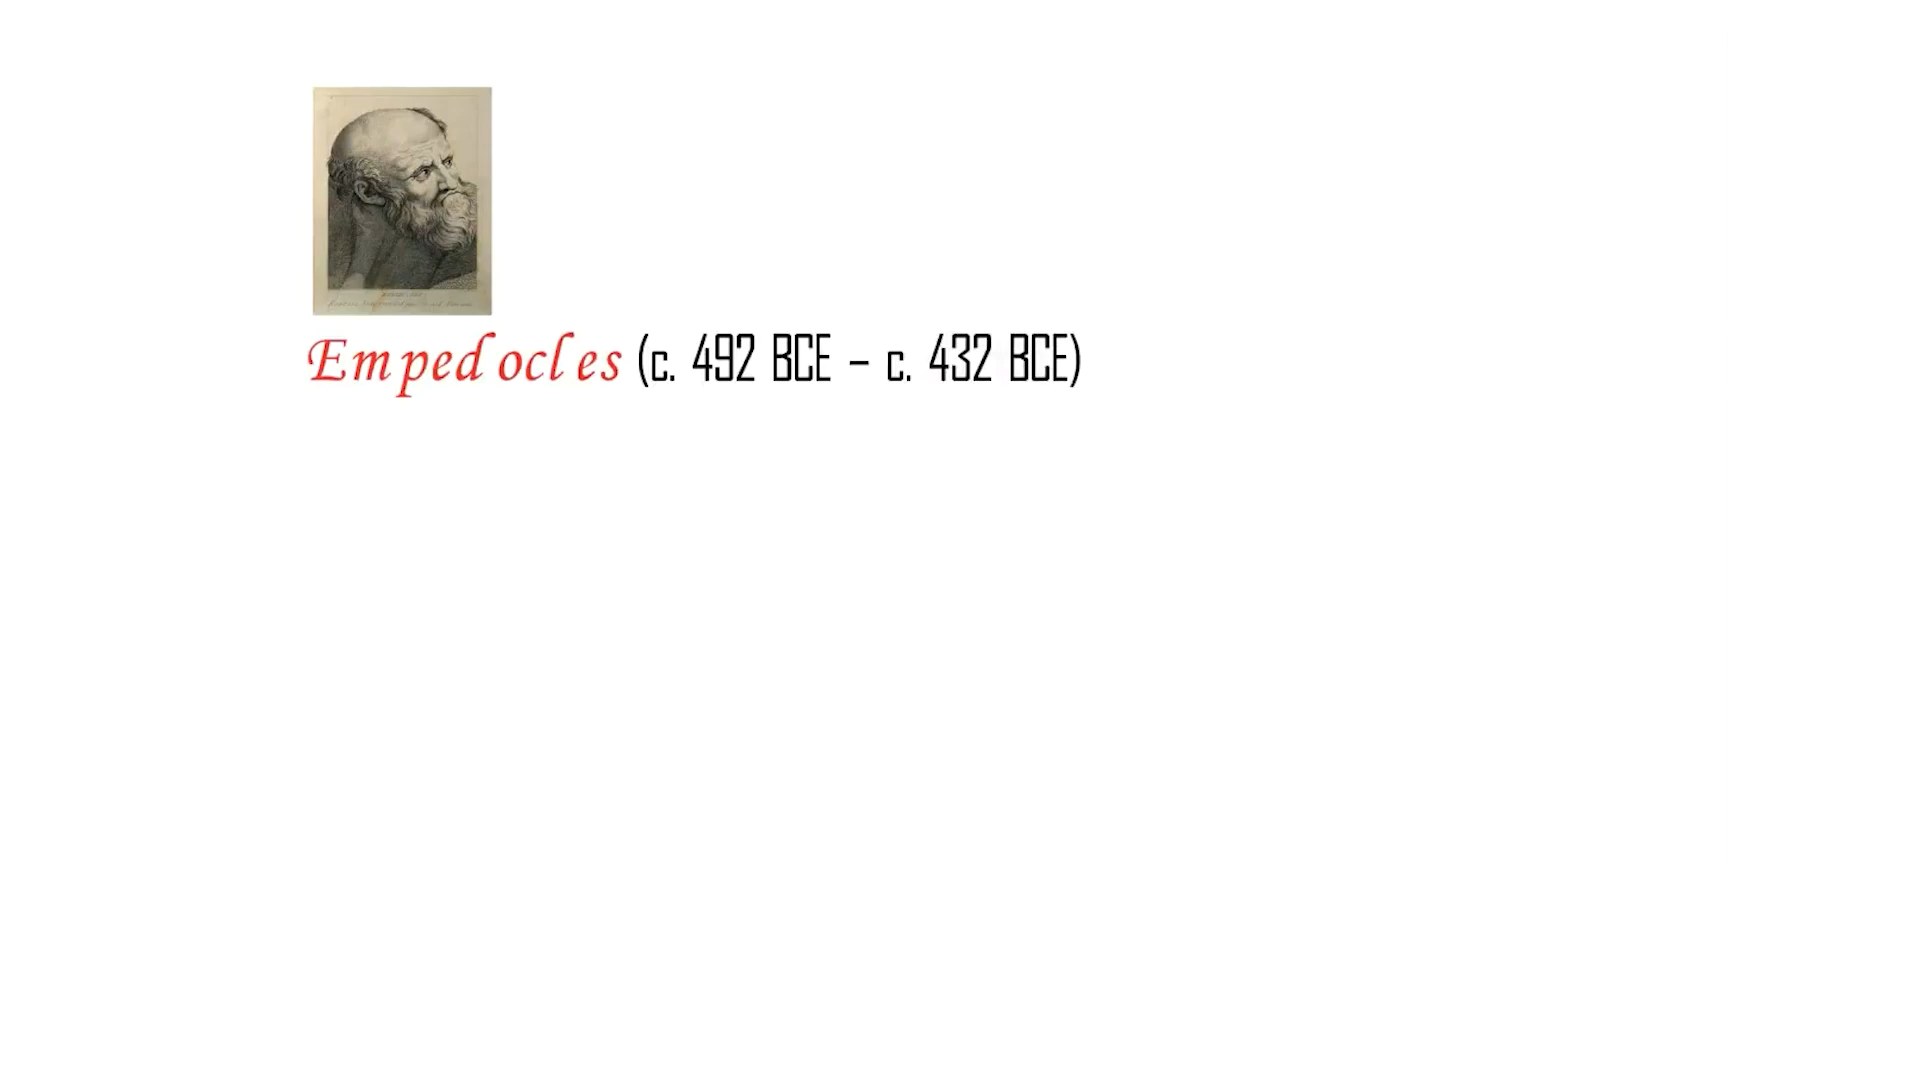 Empedocles (c. 492 BCE – c. 432 BCE)